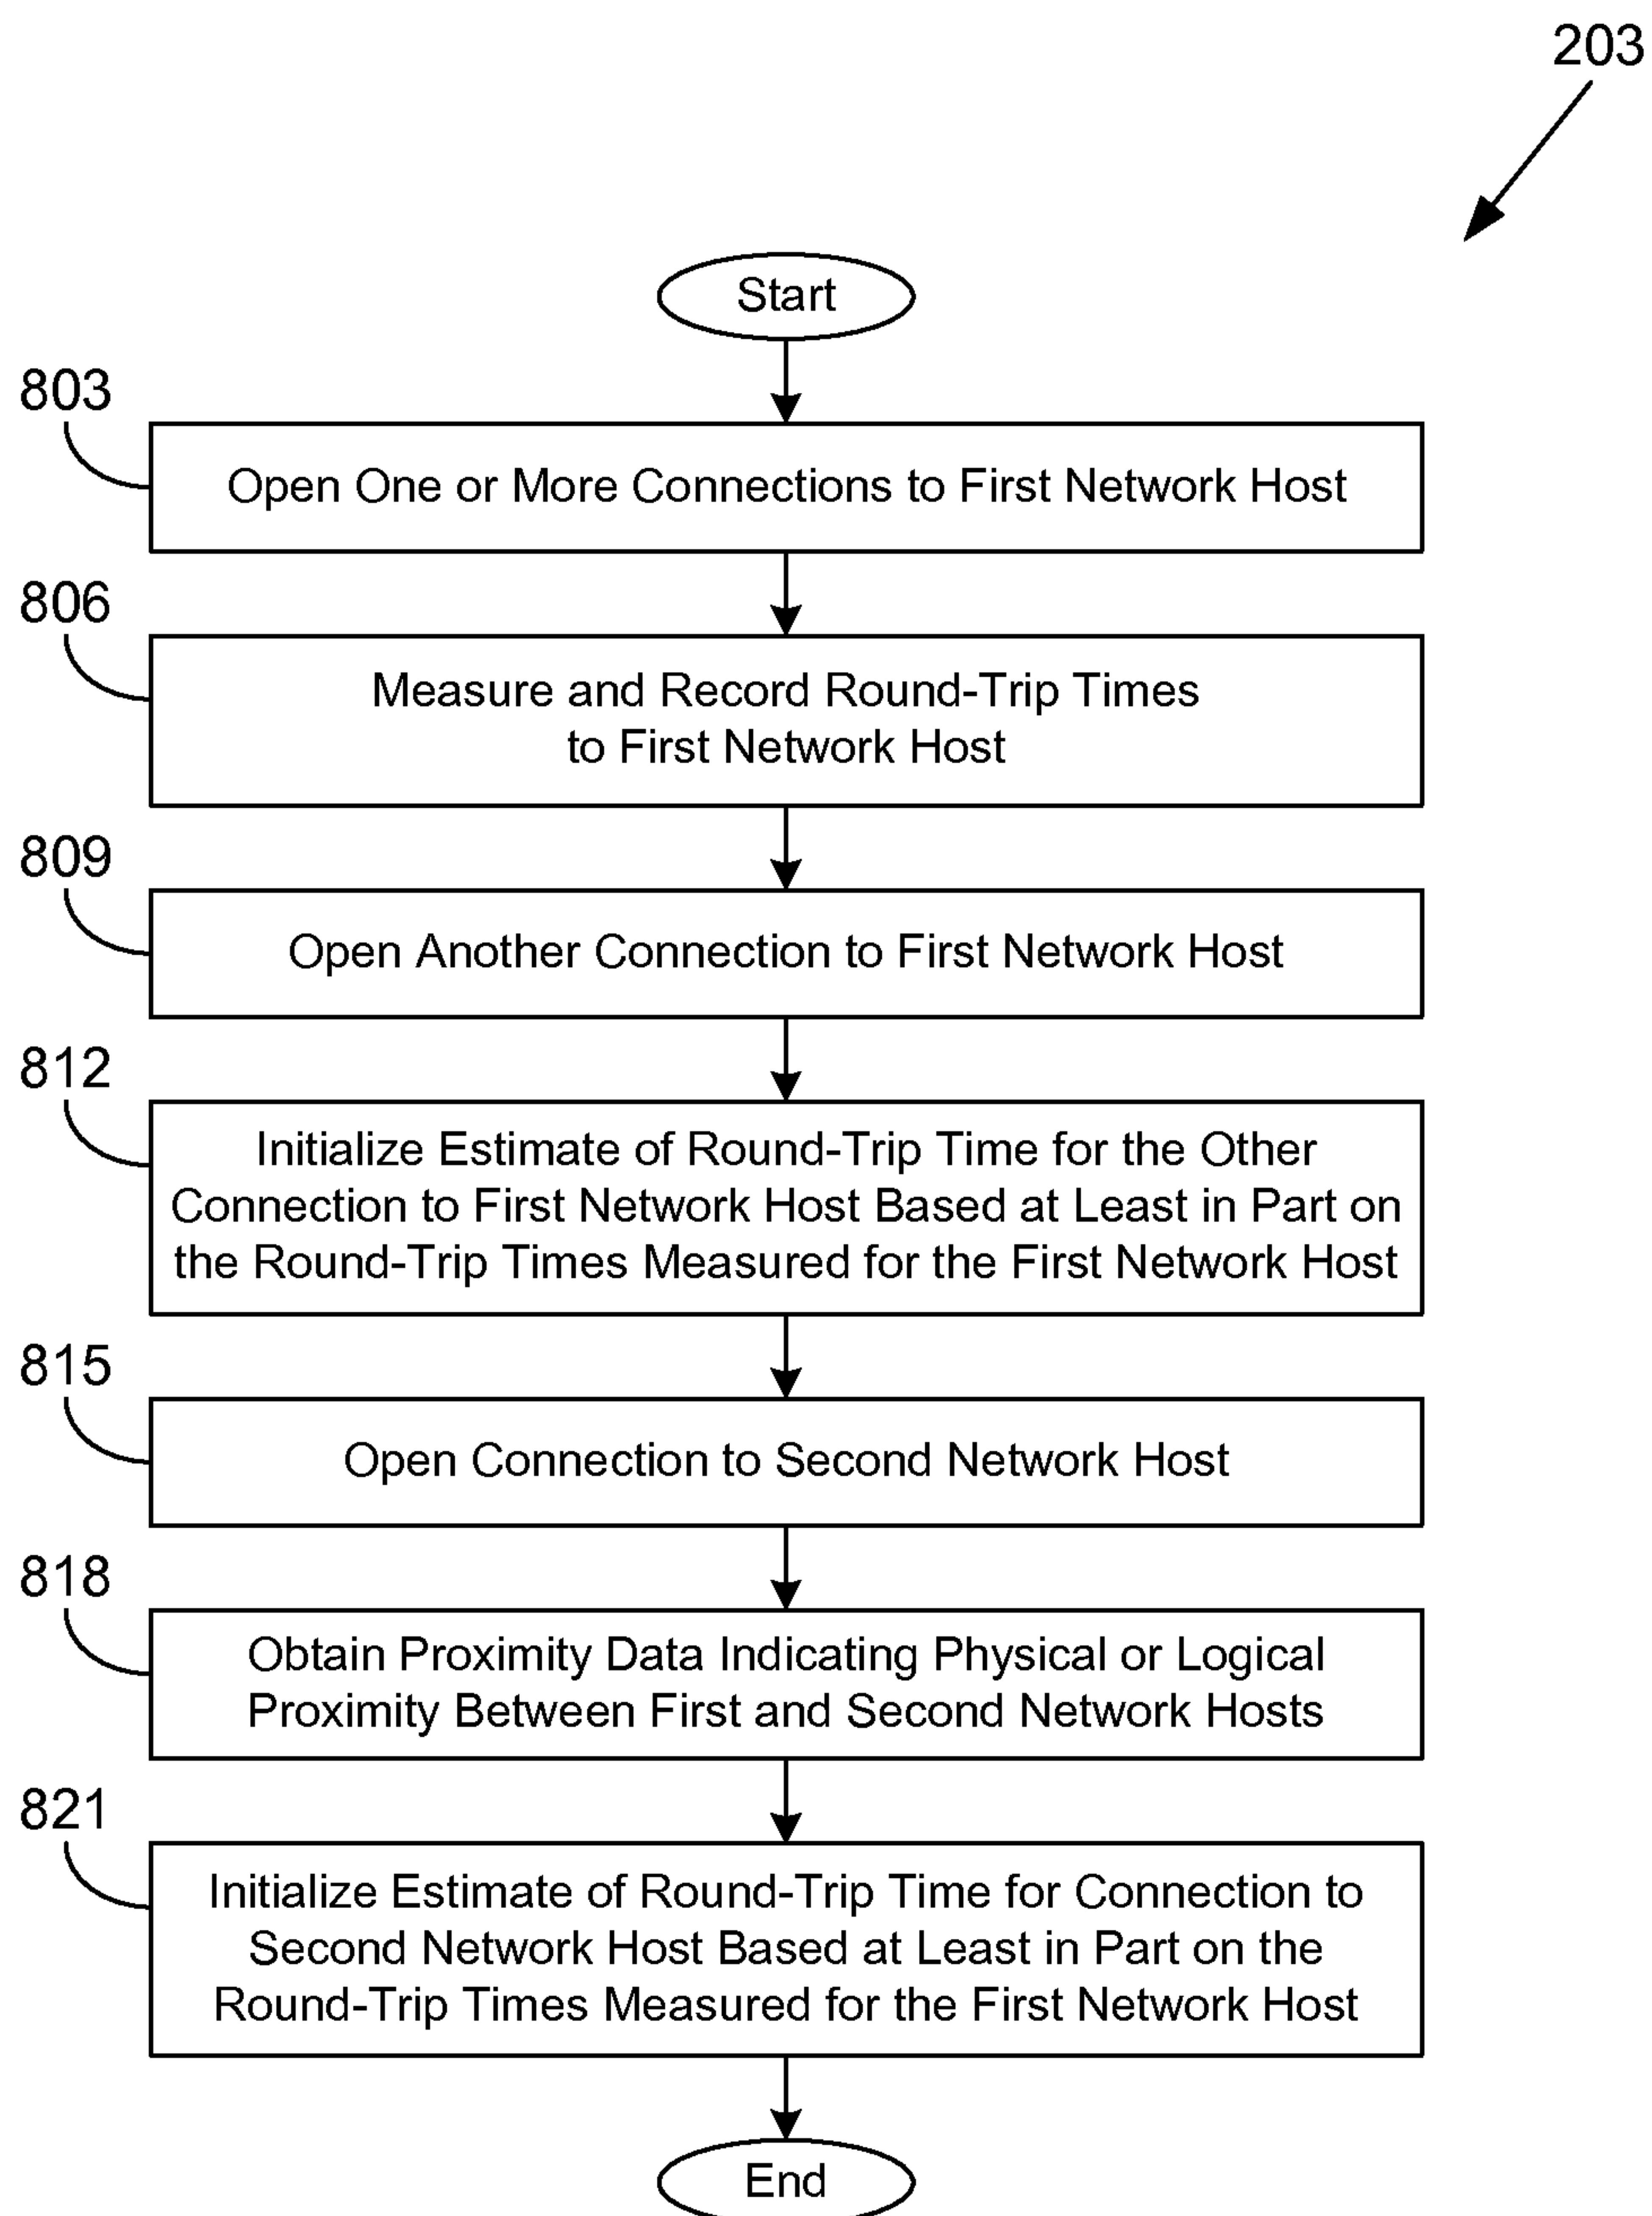 203
Start
803
Open One or More Connections to First Network Host
806
Measure and Record Round-Trip Times
to First Network Host
809
Open Another Connection to First Network Host
812
Initialize Estimate of Round-Trip Time for the Other
Connection to First Network Host Based at Least in Part on
the Round-Trip Times Measured for the First Network Host
815
Open Connection to Second Network Host
818
Obtain Proximity Data Indicating Physical or Logical
Proximity Between First and Second Network Hosts
821
Initialize Estimate of Round-Trip Time for Connection to
Second Network Host Based at Least in Part on the
Round-Trip Times Measured for the First Network Host
End